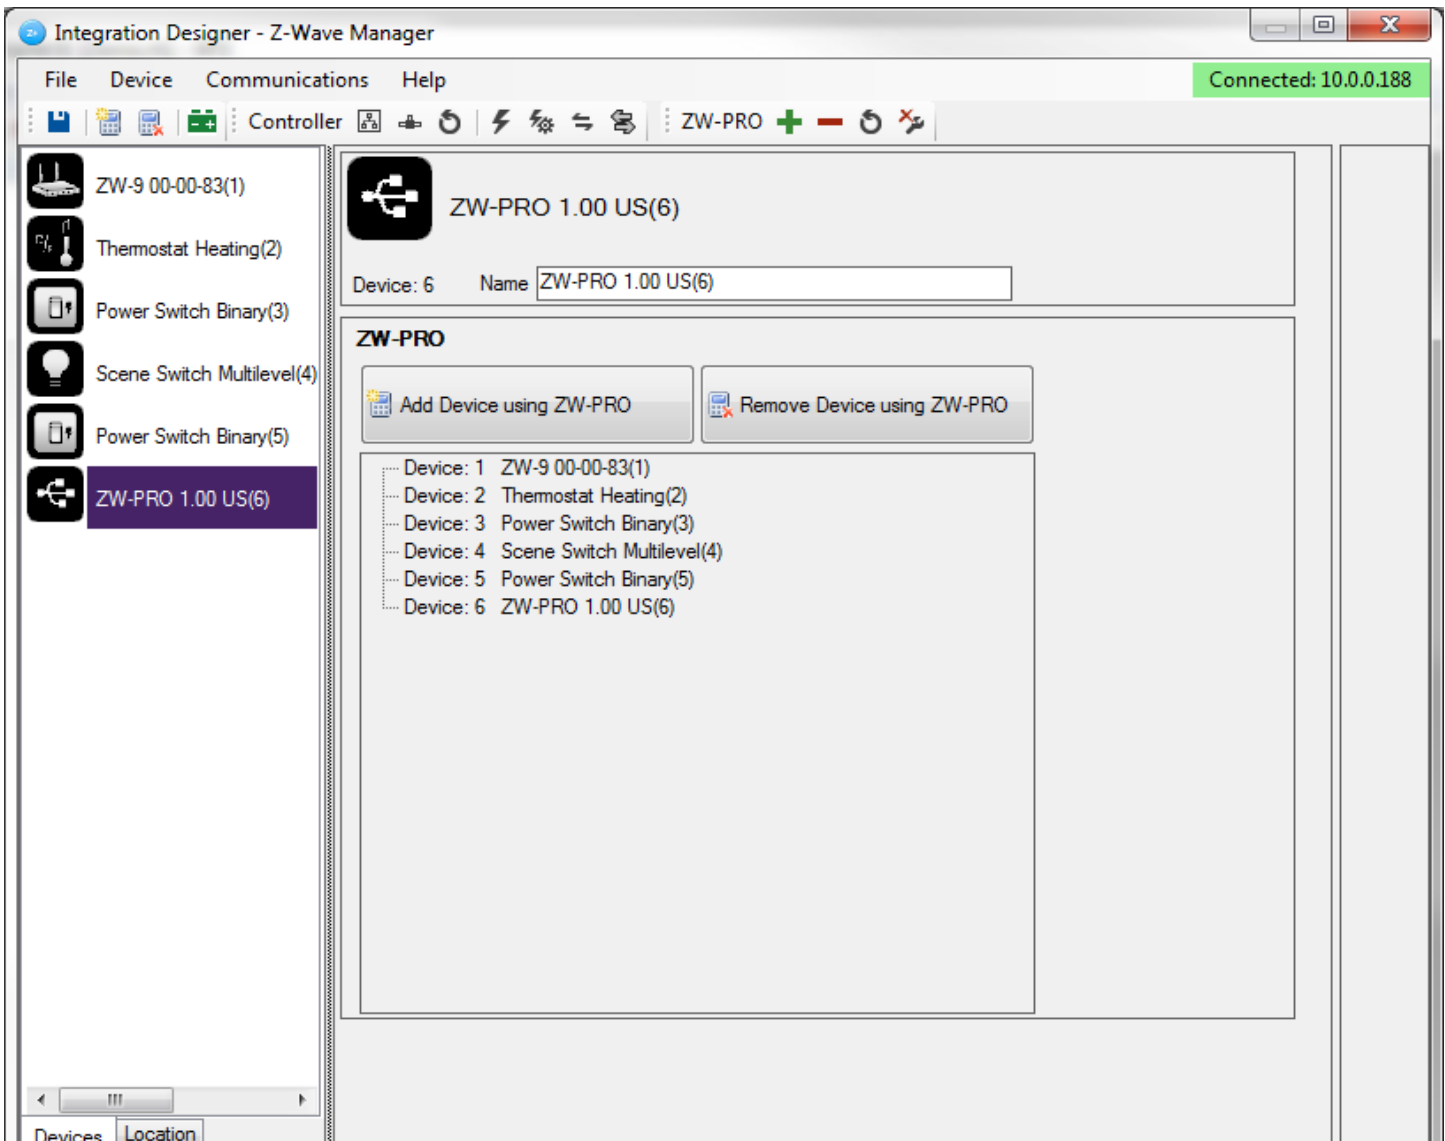 Integration Designer - Z-Wave Manager
File Device Communications Help Connected: 10.0.0.188
Controller ZW-PRO
ZW-9 00-00-83(1)
Thermostat Heating(2)
Power Switch Binary(3)
Scene Switch Multilevel(4)
Power Switch Binary(5)
ZW-PRO 1.00 US(6)
ZW-PRO 1.00 US(6)
Device: 6 Name ZW-PRO 1.00 US(6)
ZW-PRO
Add Device using ZW-PRO Remove Device using ZW-PRO
Device: 1 ZW-9 00-00-83(1)
Device: 2 Thermostat Heating(2)
Device: 3 Power Switch Binary(3)
Device: 4 Scene Switch Multilevel(4)
Device: 5 Power Switch Binary(5)
Device: 6 ZW-PRO 1.00 US(6)
Devices Location